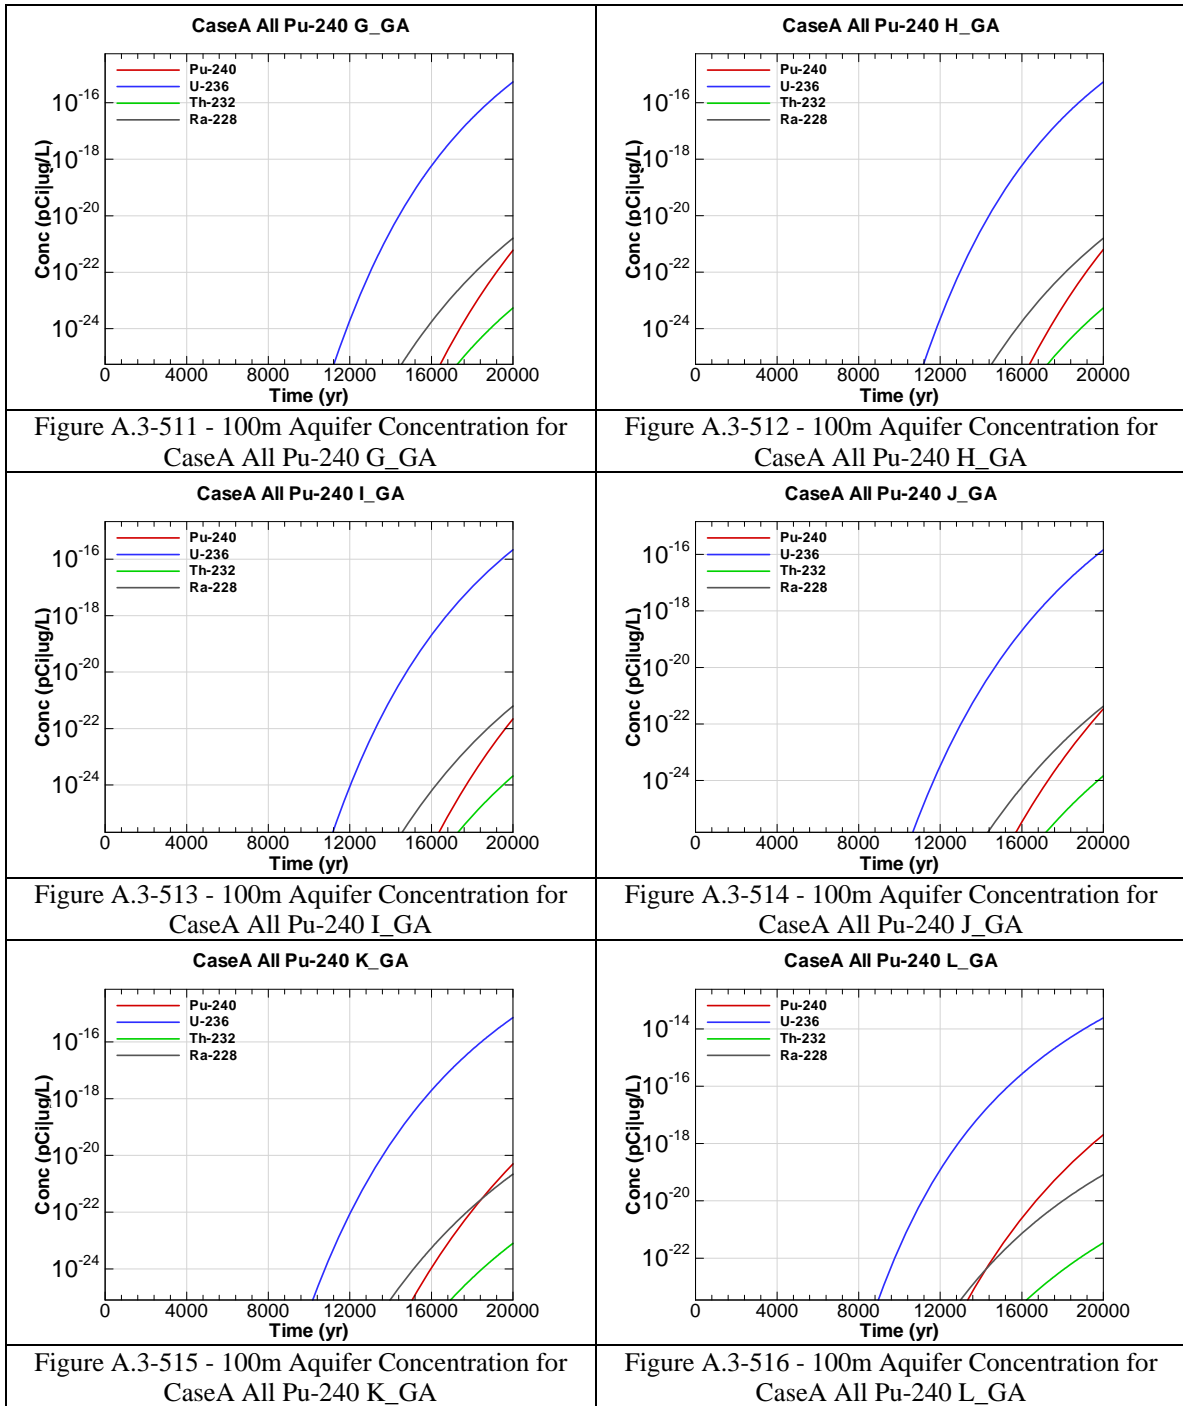 CaseA All Pu-240 G_GA
Pu-240
U-236
Th-232
Ra-228
Conc (pCi|ug/L)
10-16
10-18
10-20
10-22
10-24
0 4000 8000 12000 16000 20000
Time (yr)
Figure A.3-511 - 100m Aquifer Concentration for
CaseA All Pu-240 G_GA
CaseA All Pu-240 H_GA
Pu-240
U-236
Th-232
Ra-228
Conc (pCi|ug/L)
10-16
10-18
10-20
10-22
10-24
0 4000 8000 12000 16000 20000
Time (yr)
Figure A.3-512 - 100m Aquifer Concentration for
CaseA All Pu-240 H_GA
CaseA All Pu-240 I_GA
Pu-240
U-236
Th-232
Ra-228
Conc (pCi|ug/L)
10-16
10-18
10-20
10-22
10-24
0 4000 8000 12000 16000 20000
Time (yr)
Figure A.3-513 - 100m Aquifer Concentration for
CaseA All Pu-240 I_GA
CaseA All Pu-240 J_GA
Pu-240
U-236
Th-232
Ra-228
Conc (pCi|ug/L)
10-16
10-18
10-20
10-22
10-24
0 4000 8000 12000 16000 20000
Time (yr)
Figure A.3-514 - 100m Aquifer Concentration for
CaseA All Pu-240 J_GA
CaseA All Pu-240 K_GA
Pu-240
U-236
Th-232
Ra-228
Conc (pCi|ug/L)
10-16
10-18
10-20
10-22
10-24
0 4000 8000 12000 16000 20000
Time (yr)
Figure A.3-515 - 100m Aquifer Concentration for
CaseA All Pu-240 K_GA
CaseA All Pu-240 L_GA
Pu-240
U-236
Th-232
Ra-228
Conc (pCi|ug/L)
10-14
10-16
10-18
10-20
10-22
0 4000 8000 12000 16000 20000
Time (yr)
Figure A.3-516 - 100m Aquifer Concentration for
CaseA All Pu-240 L_GA